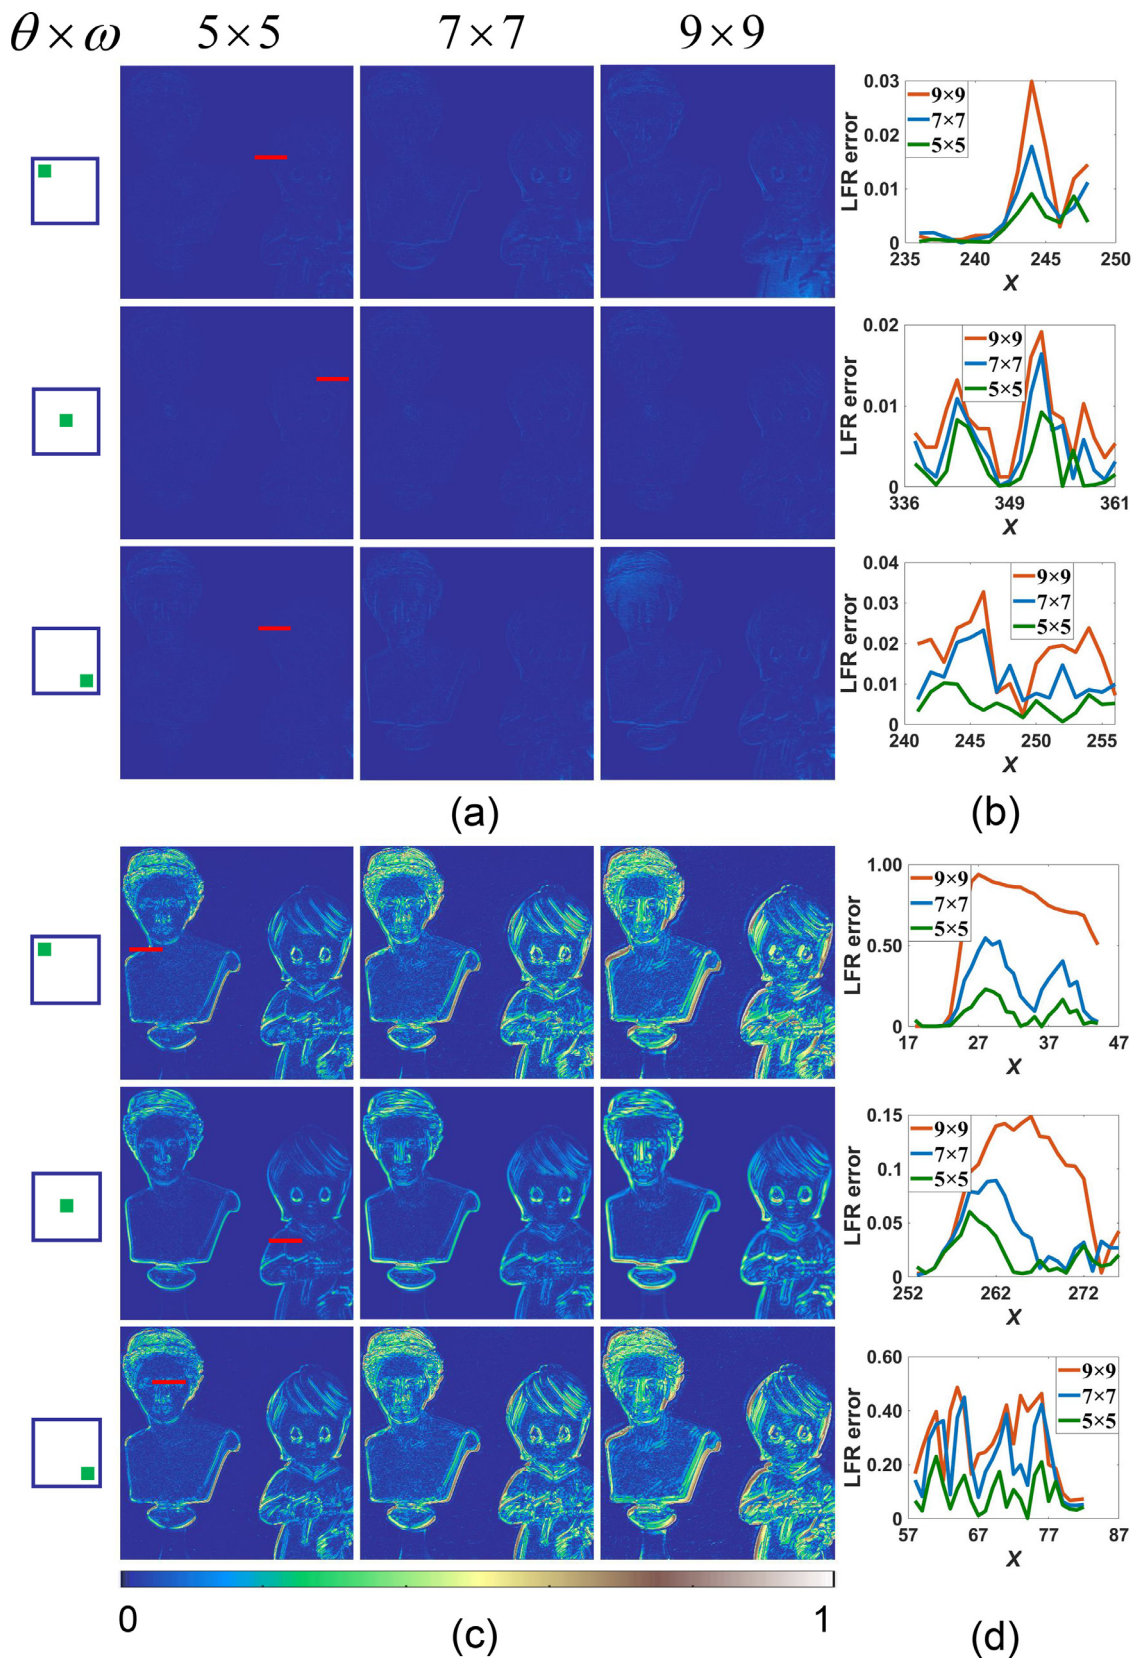 θ×ω 5×5 7×7 9×9
0.03
0.02
0.01
0
LFR error
9×9
7×7
5×5
235 240 245 250
X
0.02
0.01
0
LFR error
9×9
7×7
5×5
336 349 361
X
0.04
0.03
0.02
0.01
0
LFR error
9×9
7×7
5×5
240 245 250 255
X
(a) (b)
1.00
0.50
0
LFR error
9×9
7×7
5×5
17 27 37 47
X
0.15
0.1
0.05
0
LFR error
9×9
7×7
5×5
252 262 272
X
0.60
0.40
0.20
0
LFR error
9×9
7×7
5×5
57 67 77 87
X
0 1
(c) (d)